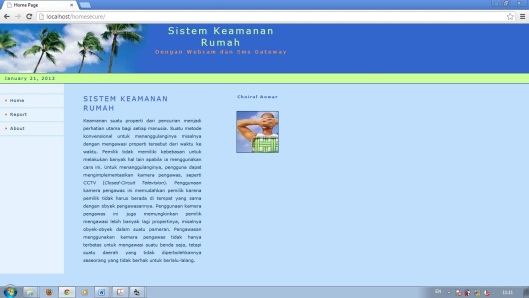 Home Page
localhost/homesecure/
Sistem Keamanan
Rumah
Dengan Webcam dan Sms Gateway
January 21, 2013
Home
Report
About
SISTEM KEAMANAN
RUMAH
Keamanan suatu properti dari pencurian menjadi
perhatian utama bagi setiap manusia. Suatu metode
konvensional untuk menanggulanginya misalnya
dengan mengawasi properti tersebut dari waktu ke
waktu. Pemilik tidak memiliki kebebasan untuk
melakukan banyak hal lain apabila ia menggunakan
cara ini. Untuk menanggulanginya, pengguna dapat
mengimplementasikan kamera pengawas, seperti
CCTV (Closed-Circuit Television). Penggunaan
kamera pengawas ini memudahkan pemilik karena
pemilik tidak harus berada di tempat yang sama
dengan obyek pengawasannya. Penggunaan kamera
pengawas ini juga memungkinkan pemilik
mengawasi lebih banyak lagi propertinya, misalnya
obyek-obyek dalam suatu pameran. Pengawasan
menggunakan kamera pengawas tidak hanya
terbatas untuk mengawasi suatu benda saja, tetapi
suatu daerah yang tidak diperbolehkannya
seseorang yang tidak berhak untuk berlalu-lalang.
Choirul Anwar
EN
11:21